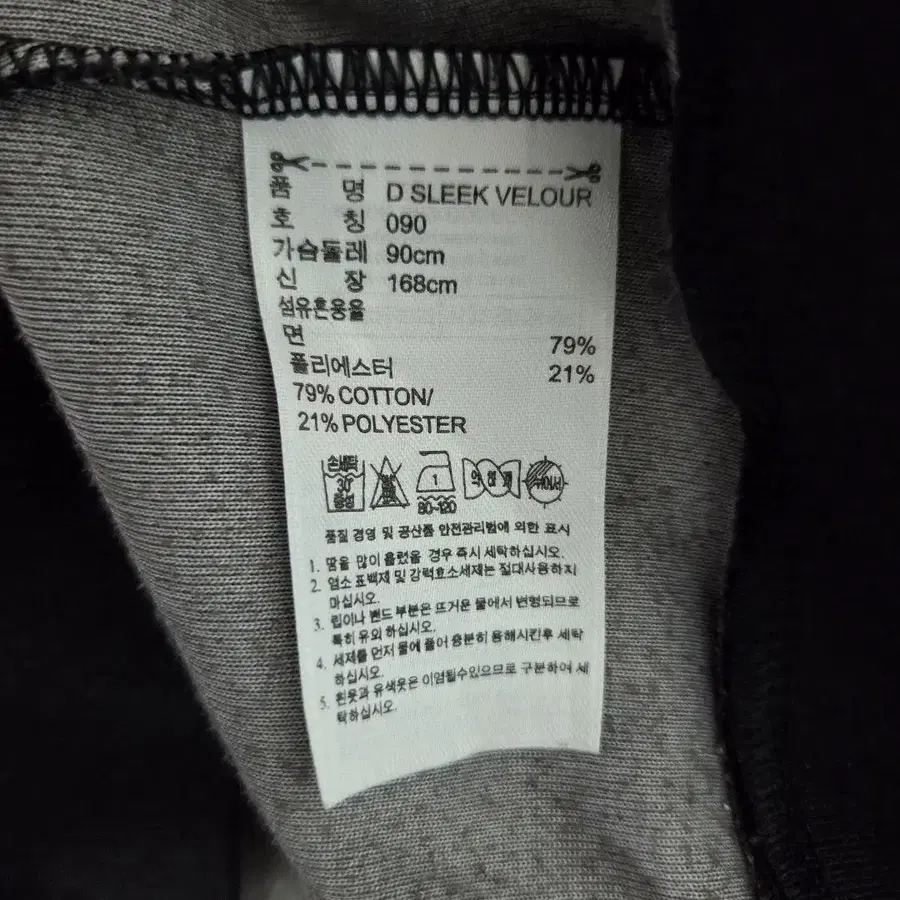 품 명 D SLEEK VELOUR
호 칭 090
가슴둘레 90cm
신 장 168cm
섬유혼용율
면 79%
폴리에스터 21%
79% COTTON/
21% POLYESTER
손세탁
30˚
중성
1
80~120
약하게
뉘어서
품질 경영 및 공산품 안전관리법에 의한 표시
1. 땀을 많이 흘렸을 경우 즉시 세탁하십시오.
2. 염소 표백제 및 강력효소세제는 절대사용하지
마십시오.
3. 립이나 밴드 부분은 뜨거운 물에서 변형되므로
특히 유의 하십시오.
4. 세제를 먼저 물에 풀어 충분히 용해시킨후 세탁
하십시오.
5. 흰옷과 유색옷은 이염될수있으므로 구분하여 세
탁하십시오.